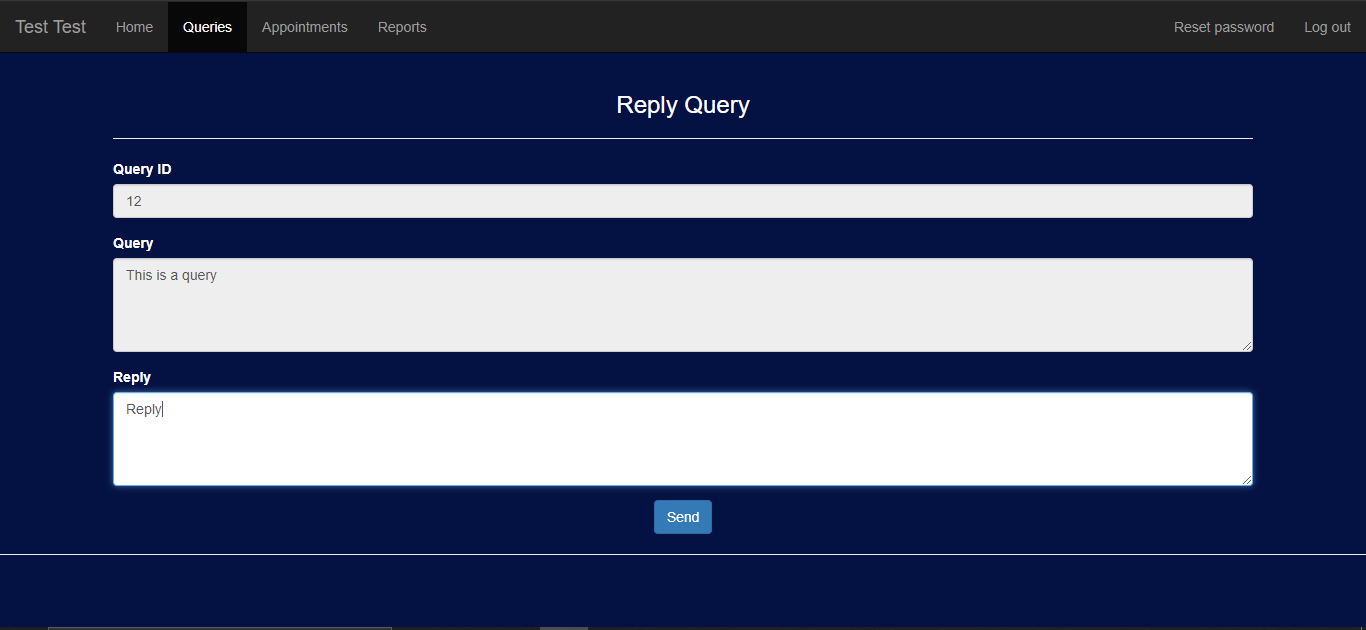 Test Test Home Queries Appointments Reports Reset password Log out
Reply Query
Query ID
12
Query
This is a query
Reply
Reply
Send